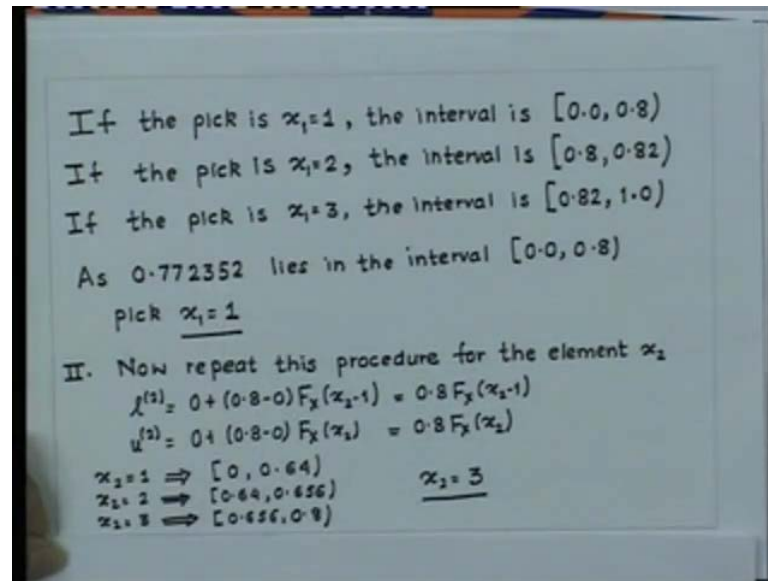 If the pick is x₁=1, the interval is [0.0, 0.8)
If the pick is x₁=2, the interval is [0.8, 0.82)
If the pick is x₁=3, the interval is [0.82, 1.0)
As 0.772352 lies in the interval [0.0, 0.8)
pick x₁=1
II. Now repeat this procedure for the element x₂
l⁽²⁾= 0+(0.8-0)Fₓ(x₂-1) = 0.8 Fₓ(x₂-1)
u⁽²⁾= 0+ (0.8-0) Fₓ(x₂) = 0.8 Fₓ(x₂)
x₂=1 ⇒ [0, 0.64)
x₂=2 ⇒ [0.64, 0.656) x₂=3
x₂=3 ⇒ [0.656, 0.8)